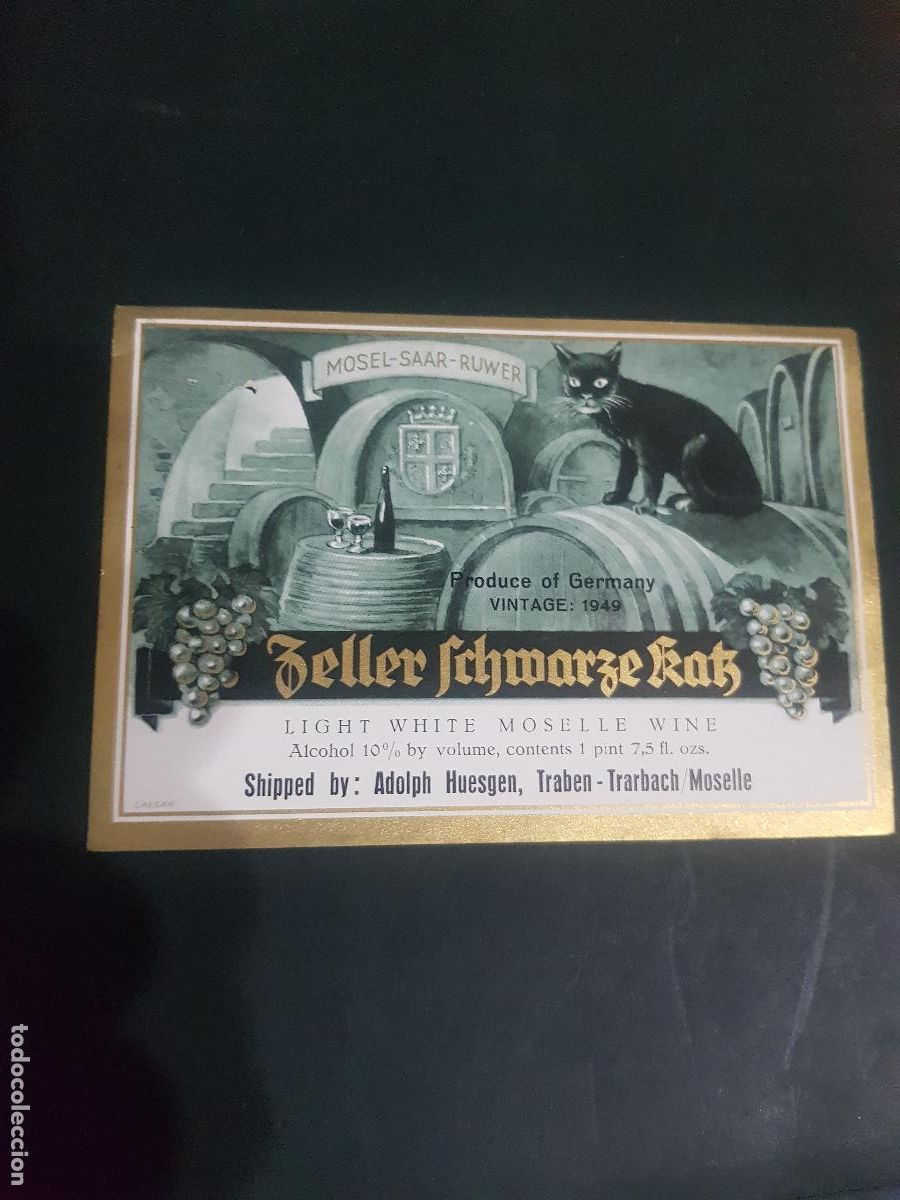 MOSEL-SAAR-RUWER
Produce of Germany
VINTAGE: 1949
Zeller schwarze Katz
LIGHT WHITE MOSELLE WINE
Alcohol 10% by volume, contents 1 pint 7,5 fl. ozs.
Shipped by: Adolph Huesgen, Traben-Trarbach/Moselle
CAESAR
todocoleccion